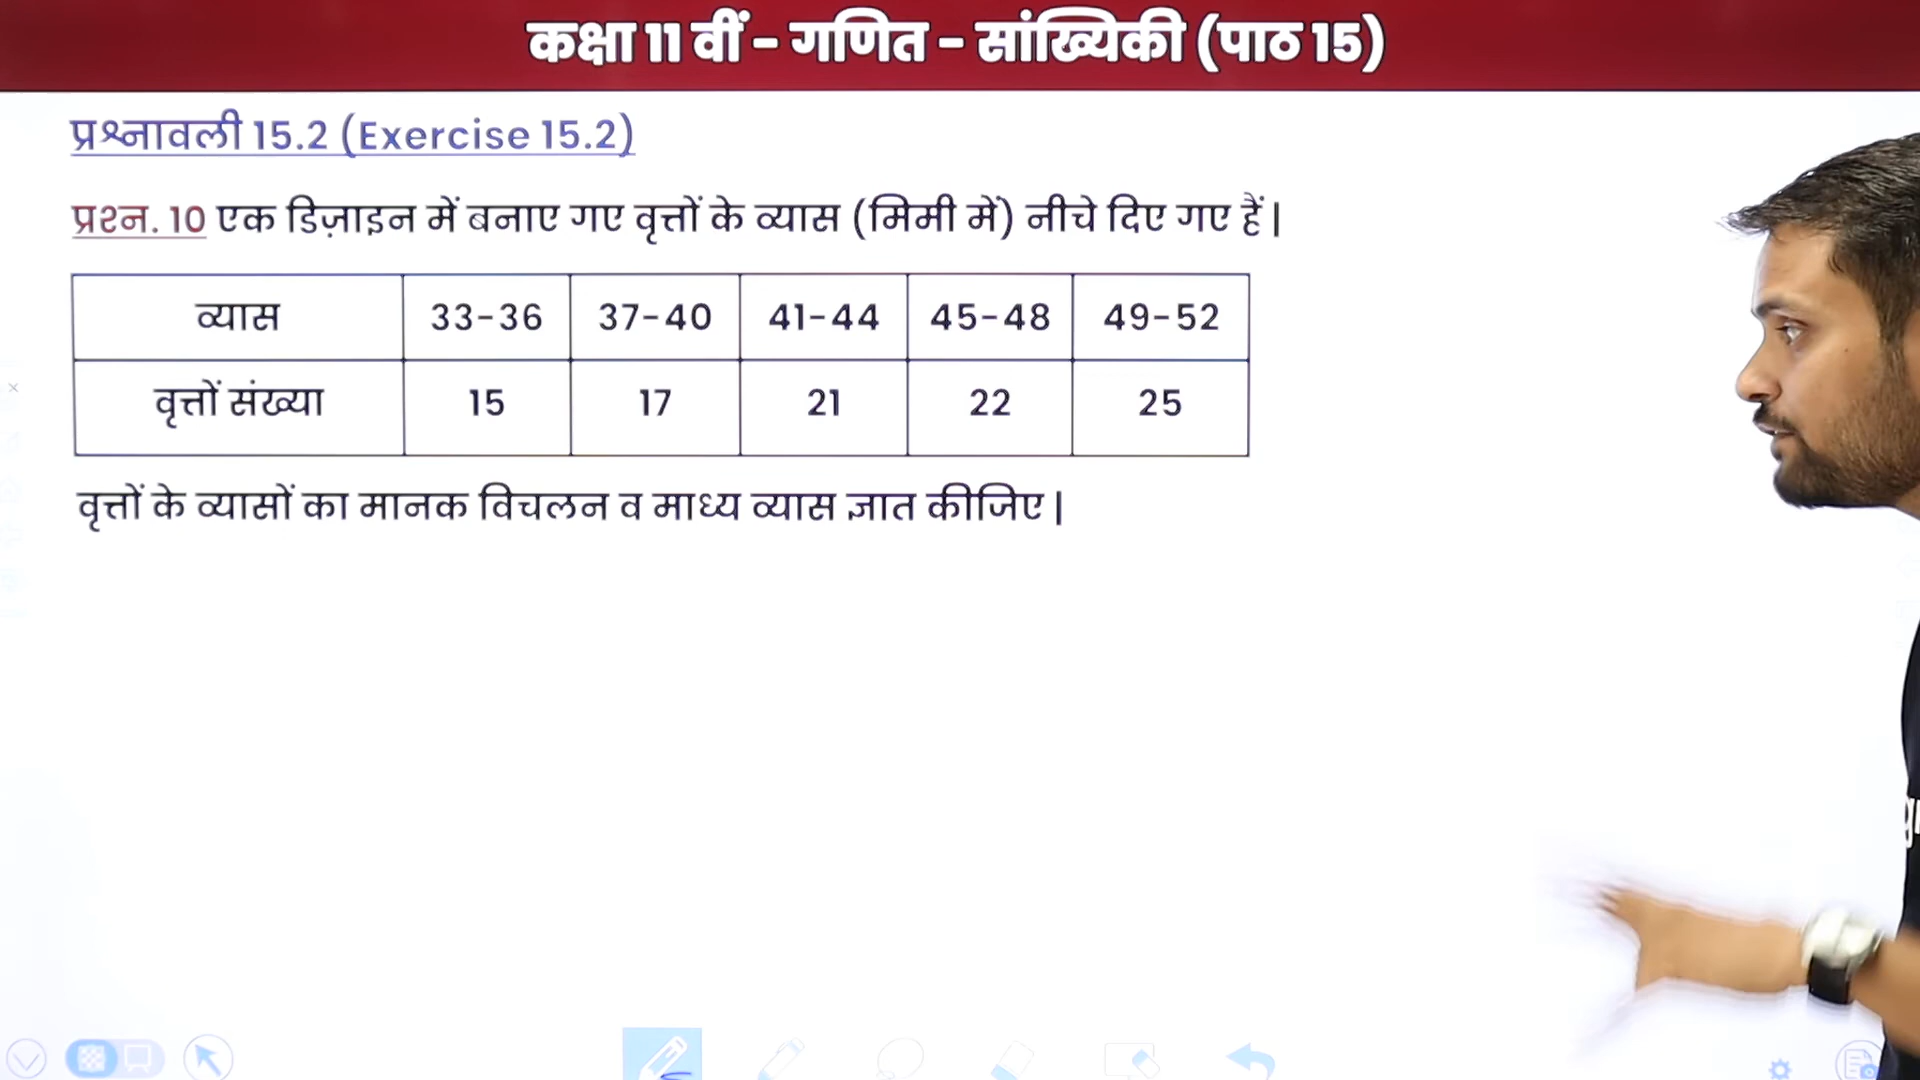 कक्षा 11 वीं - गणित - सांख्यिकी (पाठ 15)
प्रश्नावली 15.2 (Exercise 15.2)
प्रश्न. 10 एक डिज़ाइन में बनाए गए वृत्तों के व्यास (मिमी में) नीचे दिए गए हैं |
व्यास 33-36 37-40 41-44 45-48 49-52
वृत्तों संख्या 15 17 21 22 25
वृत्तों के व्यासों का मानक विचलन व माध्य व्यास ज्ञात कीजिए |